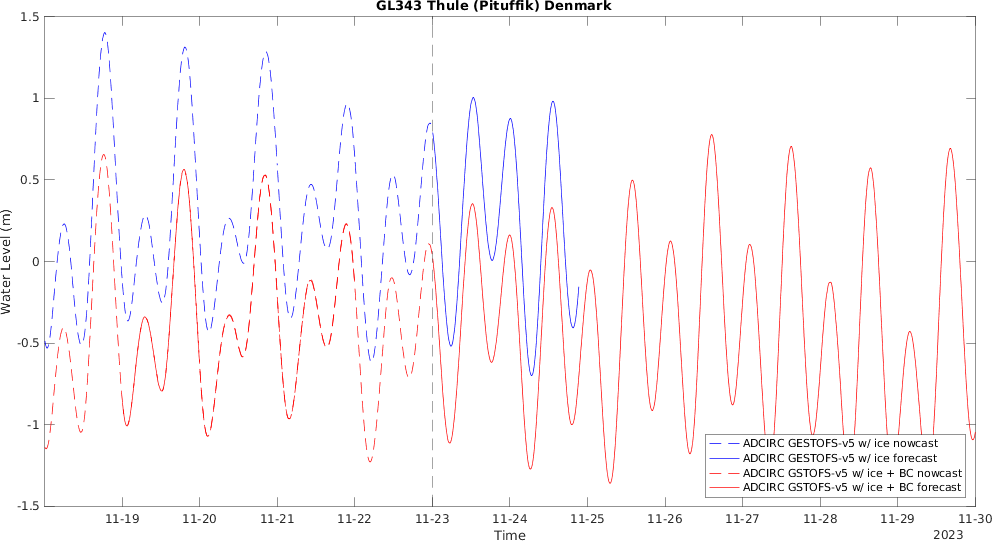 GL343 Thule (Pituffik) Denmark
1.5
1
0.5
0
-0.5
-1
-1.5
Water Level (m)
11-19 11-20 11-21 11-22 11-23 11-24 11-25 11-26 11-27 11-28 11-29 11-30
Time
2023
ADCIRC GESTOFS-v5 w/ ice nowcast
ADCIRC GESTOFS-v5 w/ ice forecast
ADCIRC GSTOFS-v5 w/ ice + BC nowcast
ADCIRC GSTOFS-v5 w/ ice + BC forecast